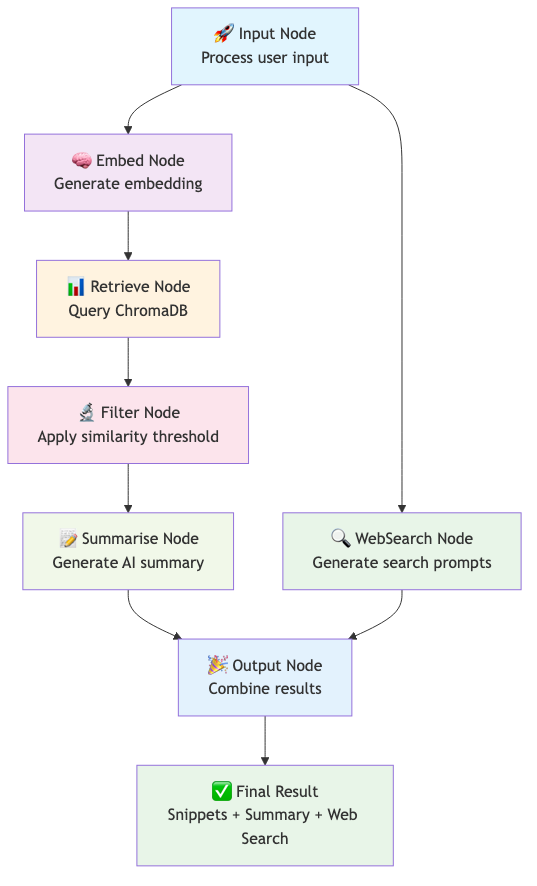 🚀 Input Node
Process user input
🧠 Embed Node
Generate embedding
📊 Retrieve Node
Query ChromaDB
🔬 Filter Node
Apply similarity threshold
📝 Summarise Node
Generate AI summary
🔍 WebSearch Node
Generate search prompts
🎉 Output Node
Combine results
✅ Final Result
Snippets + Summary + Web
Search